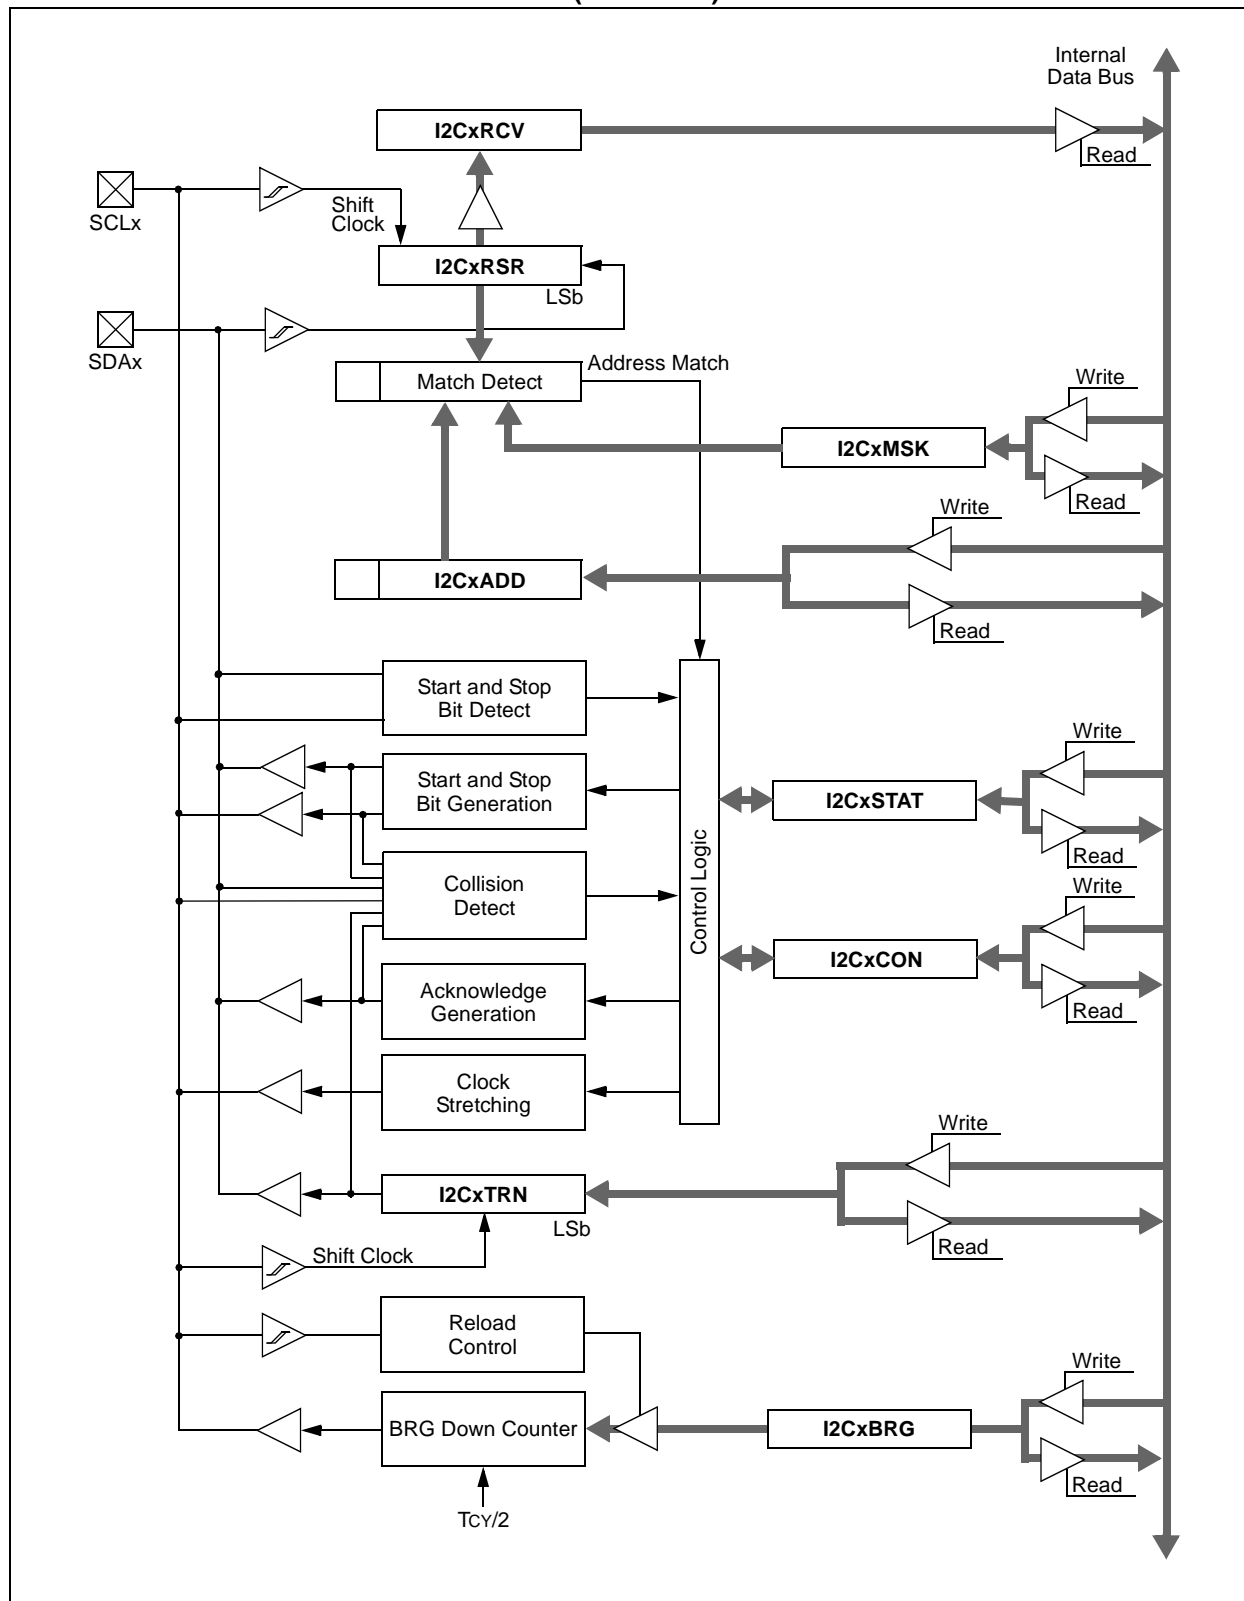 Internal
Data Bus
I2CxRCV
Read
SCLx
Shift
Clock
I2CxRSR
LSb
SDAx
Address Match
Match Detect
Write
I2CxMSK
Read
Write
I2CxADD
Read
Start and Stop
Bit Detect
Write
Start and Stop
Bit Generation
I2CxSTAT
Read
Control Logic
Collision
Detect
Write
I2CxCON
Acknowledge
Generation
Read
Clock
Stretching
Write
I2CxTRN
LSb
Read
Shift Clock
Reload
Control
Write
BRG Down Counter
I2CxBRG
Read
TCY/2